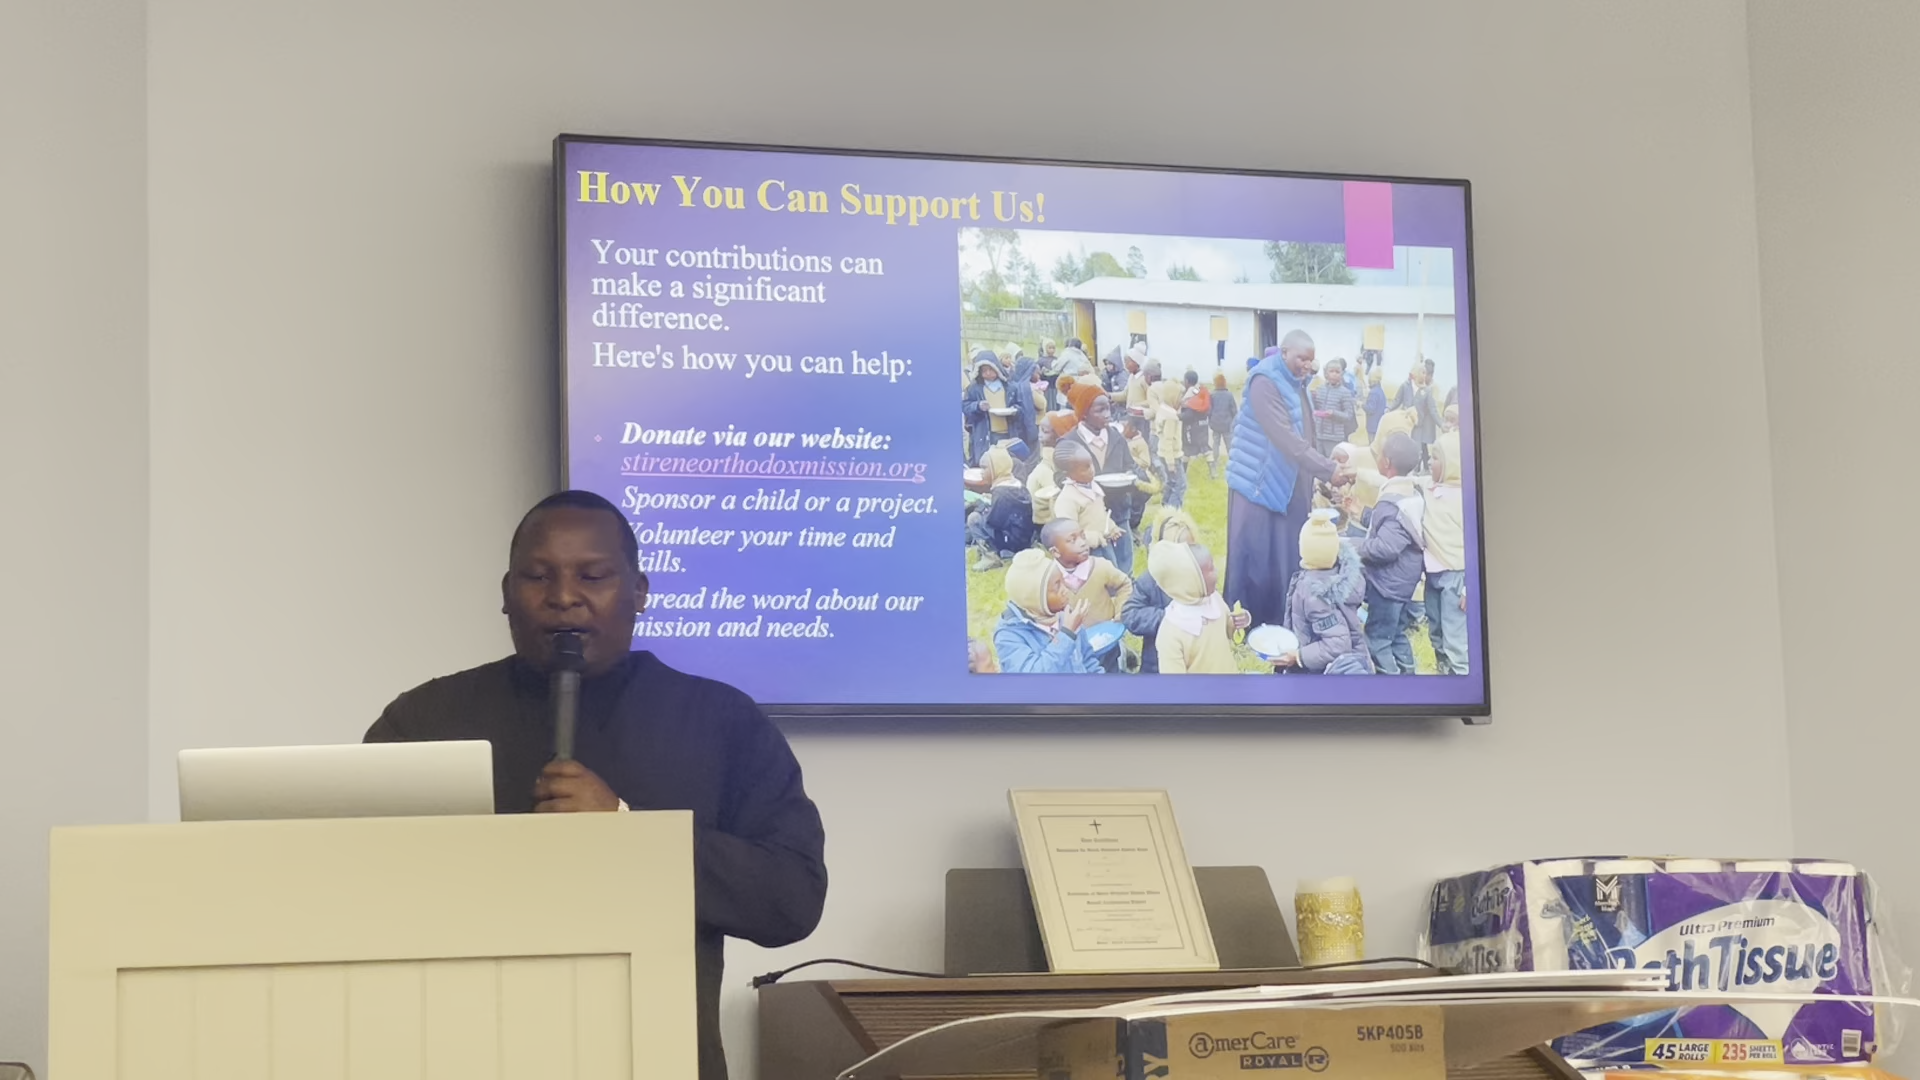 How You Can Support Us!
Your contributions can
make a significant
difference.
Here's how you can help:
Donate via our website:
stireneorthodoxmission.org
Sponsor a child or a project.
Volunteer your time and
kills.
pread the word about our
mission and needs.
Ultra Premium
Bath Tissue
45 LARGE
ROLLS
235 SHEETS
PER ROLL
amerCare
ROYAL
5KP405B